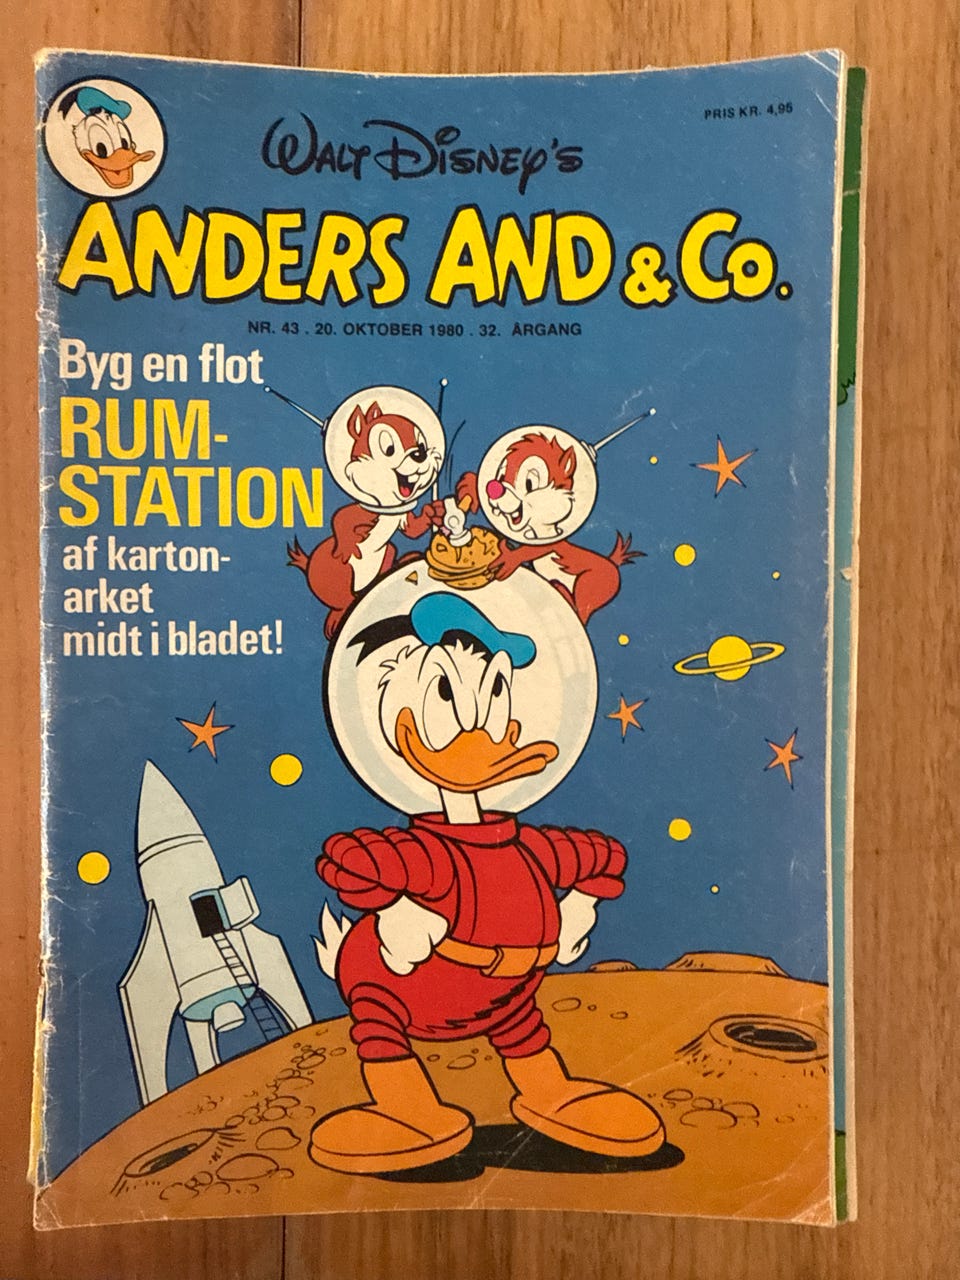 PRIS KR. 4,95
WALT DISNEY'S
ANDERS AND & Co.
NR. 43 . 20. OKTOBER 1980 . 32. ÅRGANG
Byg en flot
RUM-
STATION
af karton-
arket
midt i bladet!